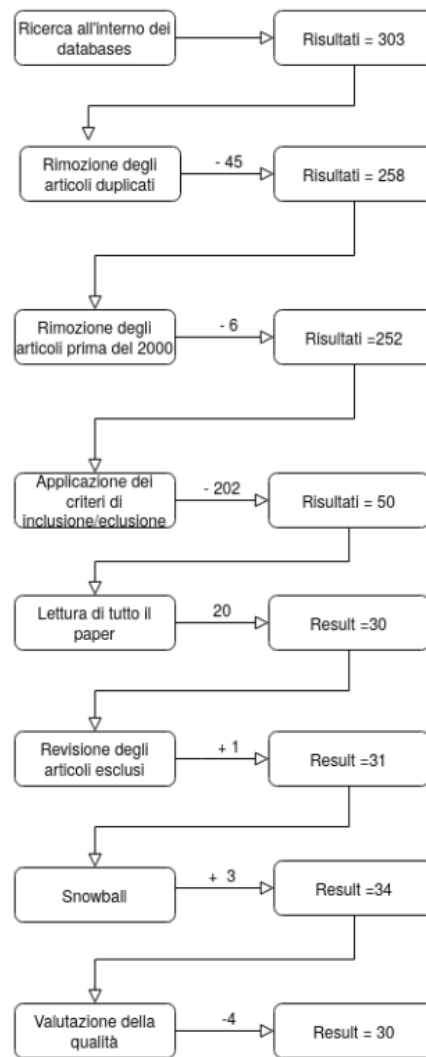 Ricerca all'interno dei
databases
Risultati = 303
Rimozione degli
articoli duplicati
- 45
Risultati = 258
Rimozione degli
articoli prima del 2000
- 6
Risultati =252
Applicazione dei
criteri di
inclusione/eclusione
- 202
Risultati = 50
Lettura di tutto il
paper
20
Result =30
Revisione degli
articoli esclusi
+ 1
Result =31
Snowball
+ 3
Result =34
Valutazione della
qualità
-4
Result = 30